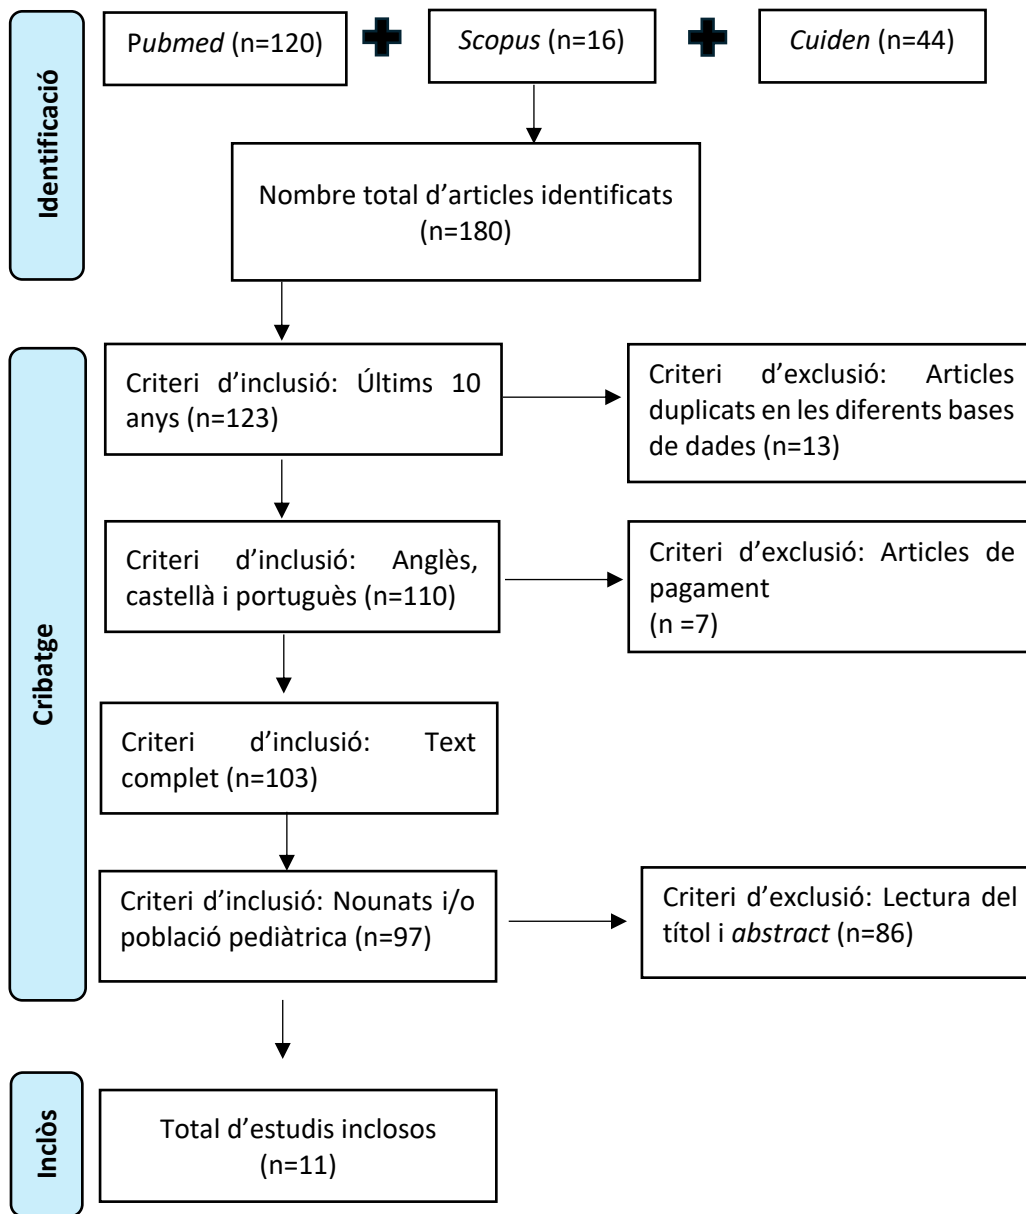 Identificació
Pubmed (n=120)
Scopus (n=16)
Cuiden (n=44)
Nombre total d’articles identificats
(n=180)
Cribatge
Criteri d’inclusió: Últims 10
anys (n=123)
Criteri d’exclusió: Articles
duplicats en les diferents bases
de dades (n=13)
Criteri d’inclusió: Anglès,
castellà i portuguès (n=110)
Criteri d’exclusió: Articles de
pagament
(n =7)
Criteri d’inclusió: Text
complet (n=103)
Criteri d’inclusió: Nounats i/o
població pediàtrica (n=97)
Criteri d’exclusió: Lectura del
títol i abstract (n=86)
Inclòs
Total d’estudis inclosos
(n=11)